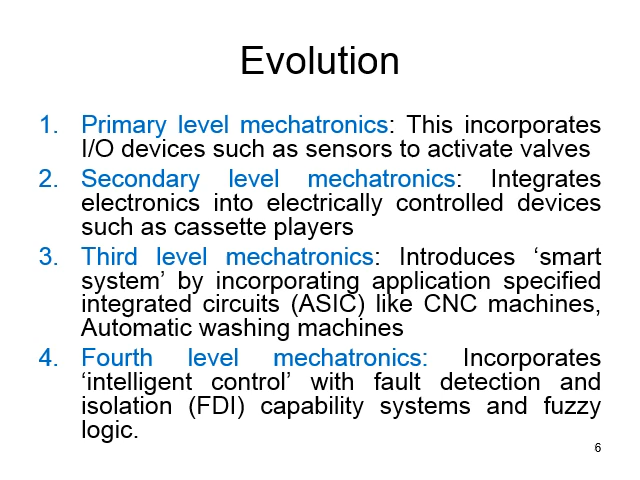 Evolution
1. Primary level mechatronics: This incorporates
I/O devices such as sensors to activate valves
2. Secondary level mechatronics: Integrates
electronics into electrically controlled devices
such as cassette players
3. Third level mechatronics: Introduces ‘smart
system’ by incorporating application specified
integrated circuits (ASIC) like CNC machines,
Automatic washing machines
4. Fourth level mechatronics: Incorporates
‘intelligent control’ with fault detection and
isolation (FDI) capability systems and fuzzy
logic.
6